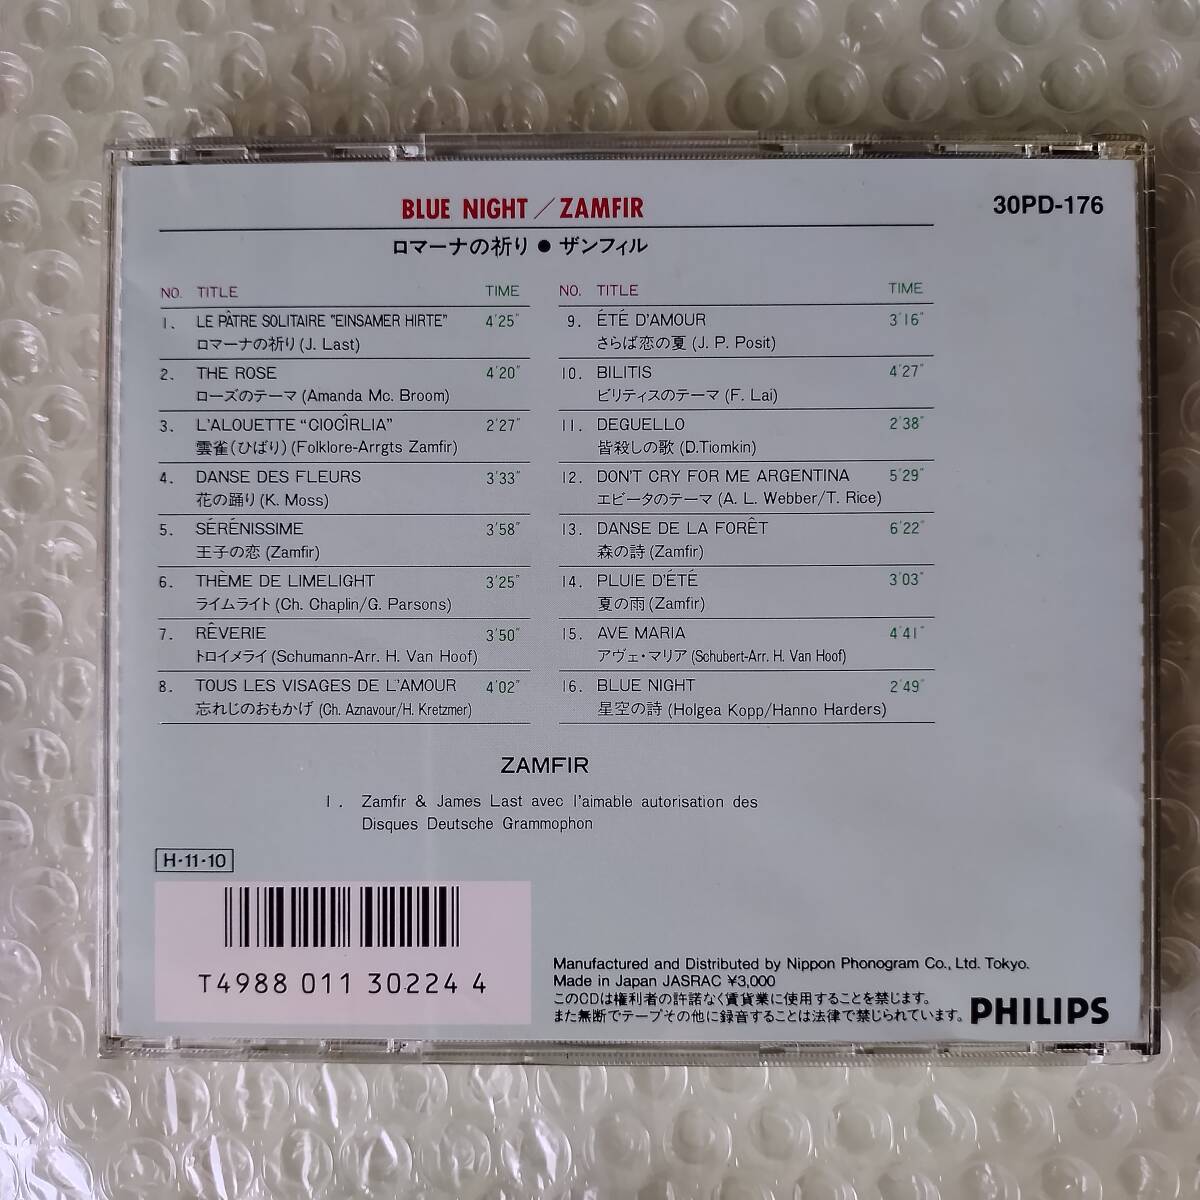 BLUE NIGHT／ZAMFIR
30PD-176
ロマーナの祈り●ザンフィル
NO. TITLE TIME
1. LE PÂTRE SOLITAIRE "EINSAMER HIRTE" 4'25"
ロマーナの祈り(J. Last)
2. THE ROSE 4'20"
ローズのテーマ(Amanda Mc. Broom)
3. L'ALOUETTE "CIOCÎRLIA" 2'27"
雲雀(ひばり)(Folklore-Arrgts Zamfir)
4. DANSE DES FLEURS 3'33"
花の踊り(K. Moss)
5. SÉRÉNISSIME 3'58"
王子の恋(Zamfir)
6. THÈME DE LIMELIGHT 3'25"
ライムライト(Ch. Chaplin/G. Parsons)
7. RÊVERIE 3'50"
トロイメライ(Schumann-Arr. H. Van Hoof)
8. TOUS LES VISAGES DE L'AMOUR 4'02"
忘れじのおもかげ(Ch. Aznavour/H. Kretzmer)
NO. TITLE TIME
9. ÉTÉ D'AMOUR 3'16"
さらば恋の夏(J. P. Posit)
10. BILITIS 4'27"
ビリティスのテーマ(F. Lai)
11. DEGUELLO 2'38"
皆殺しの歌(D.Tiomkin)
12. DON'T CRY FOR ME ARGENTINA 5'29"
エビータのテーマ(A. L. Webber/T. Rice)
13. DANSE DE LA FORÊT 6'22"
森の詩(Zamfir)
14. PLUIE D'ÉTÉ 3'03"
夏の雨(Zamfir)
15. AVE MARIA 4'41"
アヴェ・マリア(Schubert-Arr. H. Van Hoof)
16. BLUE NIGHT 2'49"
星空の詩(Holgea Kopp/Hanno Harders)
ZAMFIR
1. Zamfir & James Last avec l'aimable autorisation des
Disques Deutsche Grammophon
H-11-10
T4988 011 30224 4
Manufactured and Distributed by Nippon Phonogram Co., Ltd. Tokyo.
Made in Japan JASRAC ¥3,000
このCDは権利者の許諾なく賃貸業に使用することを禁じます。
また無断でテープその他に録音することは法律で禁じられています。
PHILIPS